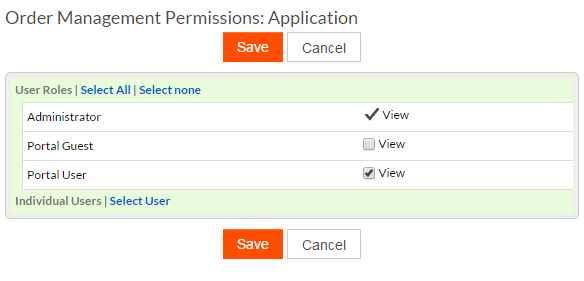 Order Management Permissions: Application
Save Cancel
User Roles | Select All | Select none
Administrator View
Portal Guest View
Portal User View
Individual Users | Select User
Save Cancel